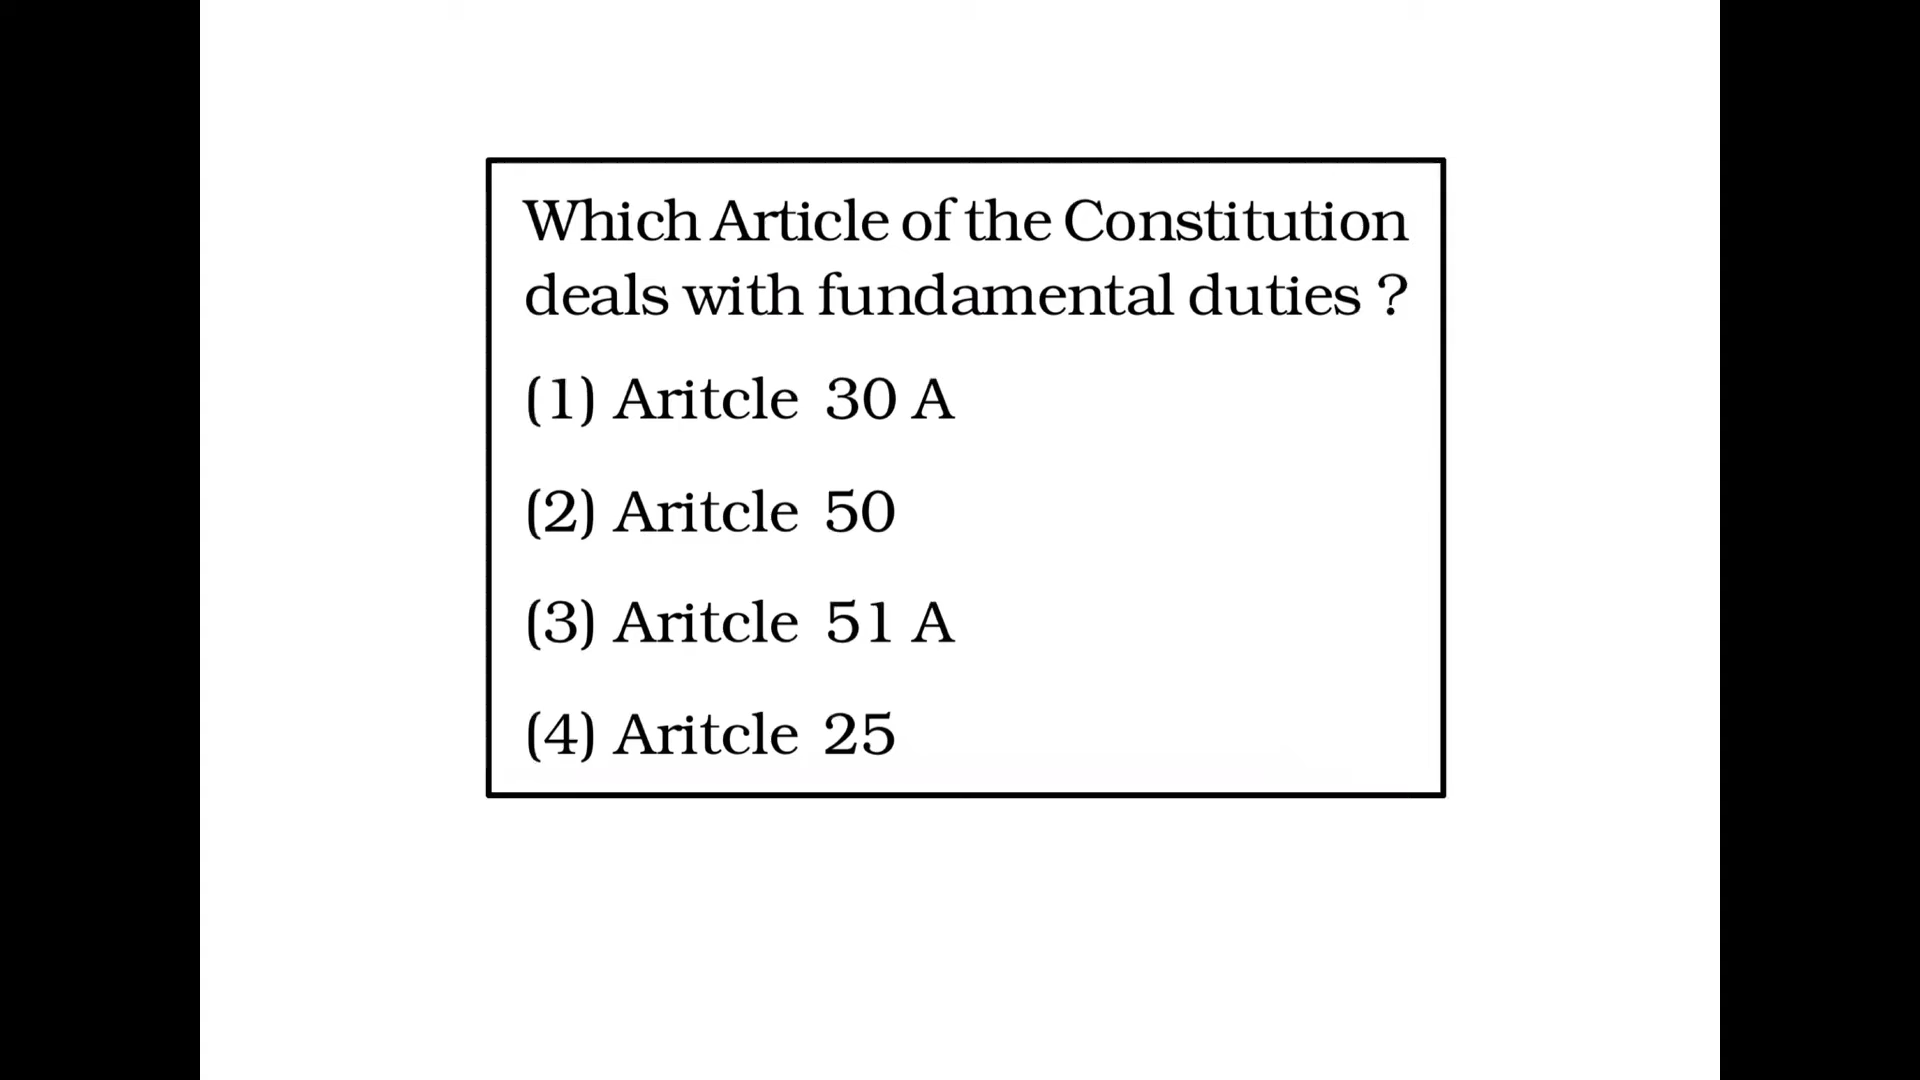 Which Article of the Constitution
deals with fundamental duties ?
(1) Aritcle 30 A
(2) Aritcle 50
(3) Aritcle 51 A
(4) Aritcle 25